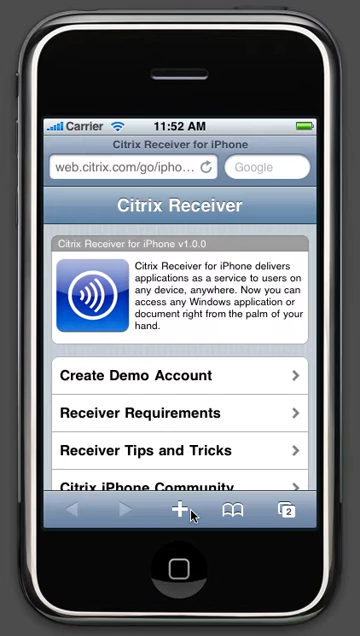 Carrier 11:52 AM
Citrix Receiver for iPhone
web.citrix.com/go/ipho... Google
Citrix Receiver
Citrix Receiver for iPhone v1.0.0
Citrix Receiver for iPhone delivers
applications as a service to users on
any device, anywhere. Now you can
access any Windows application or
document right from the palm of your
hand.
Create Demo Account
Receiver Requirements
Receiver Tips and Tricks
Citrix iPhone Community
2